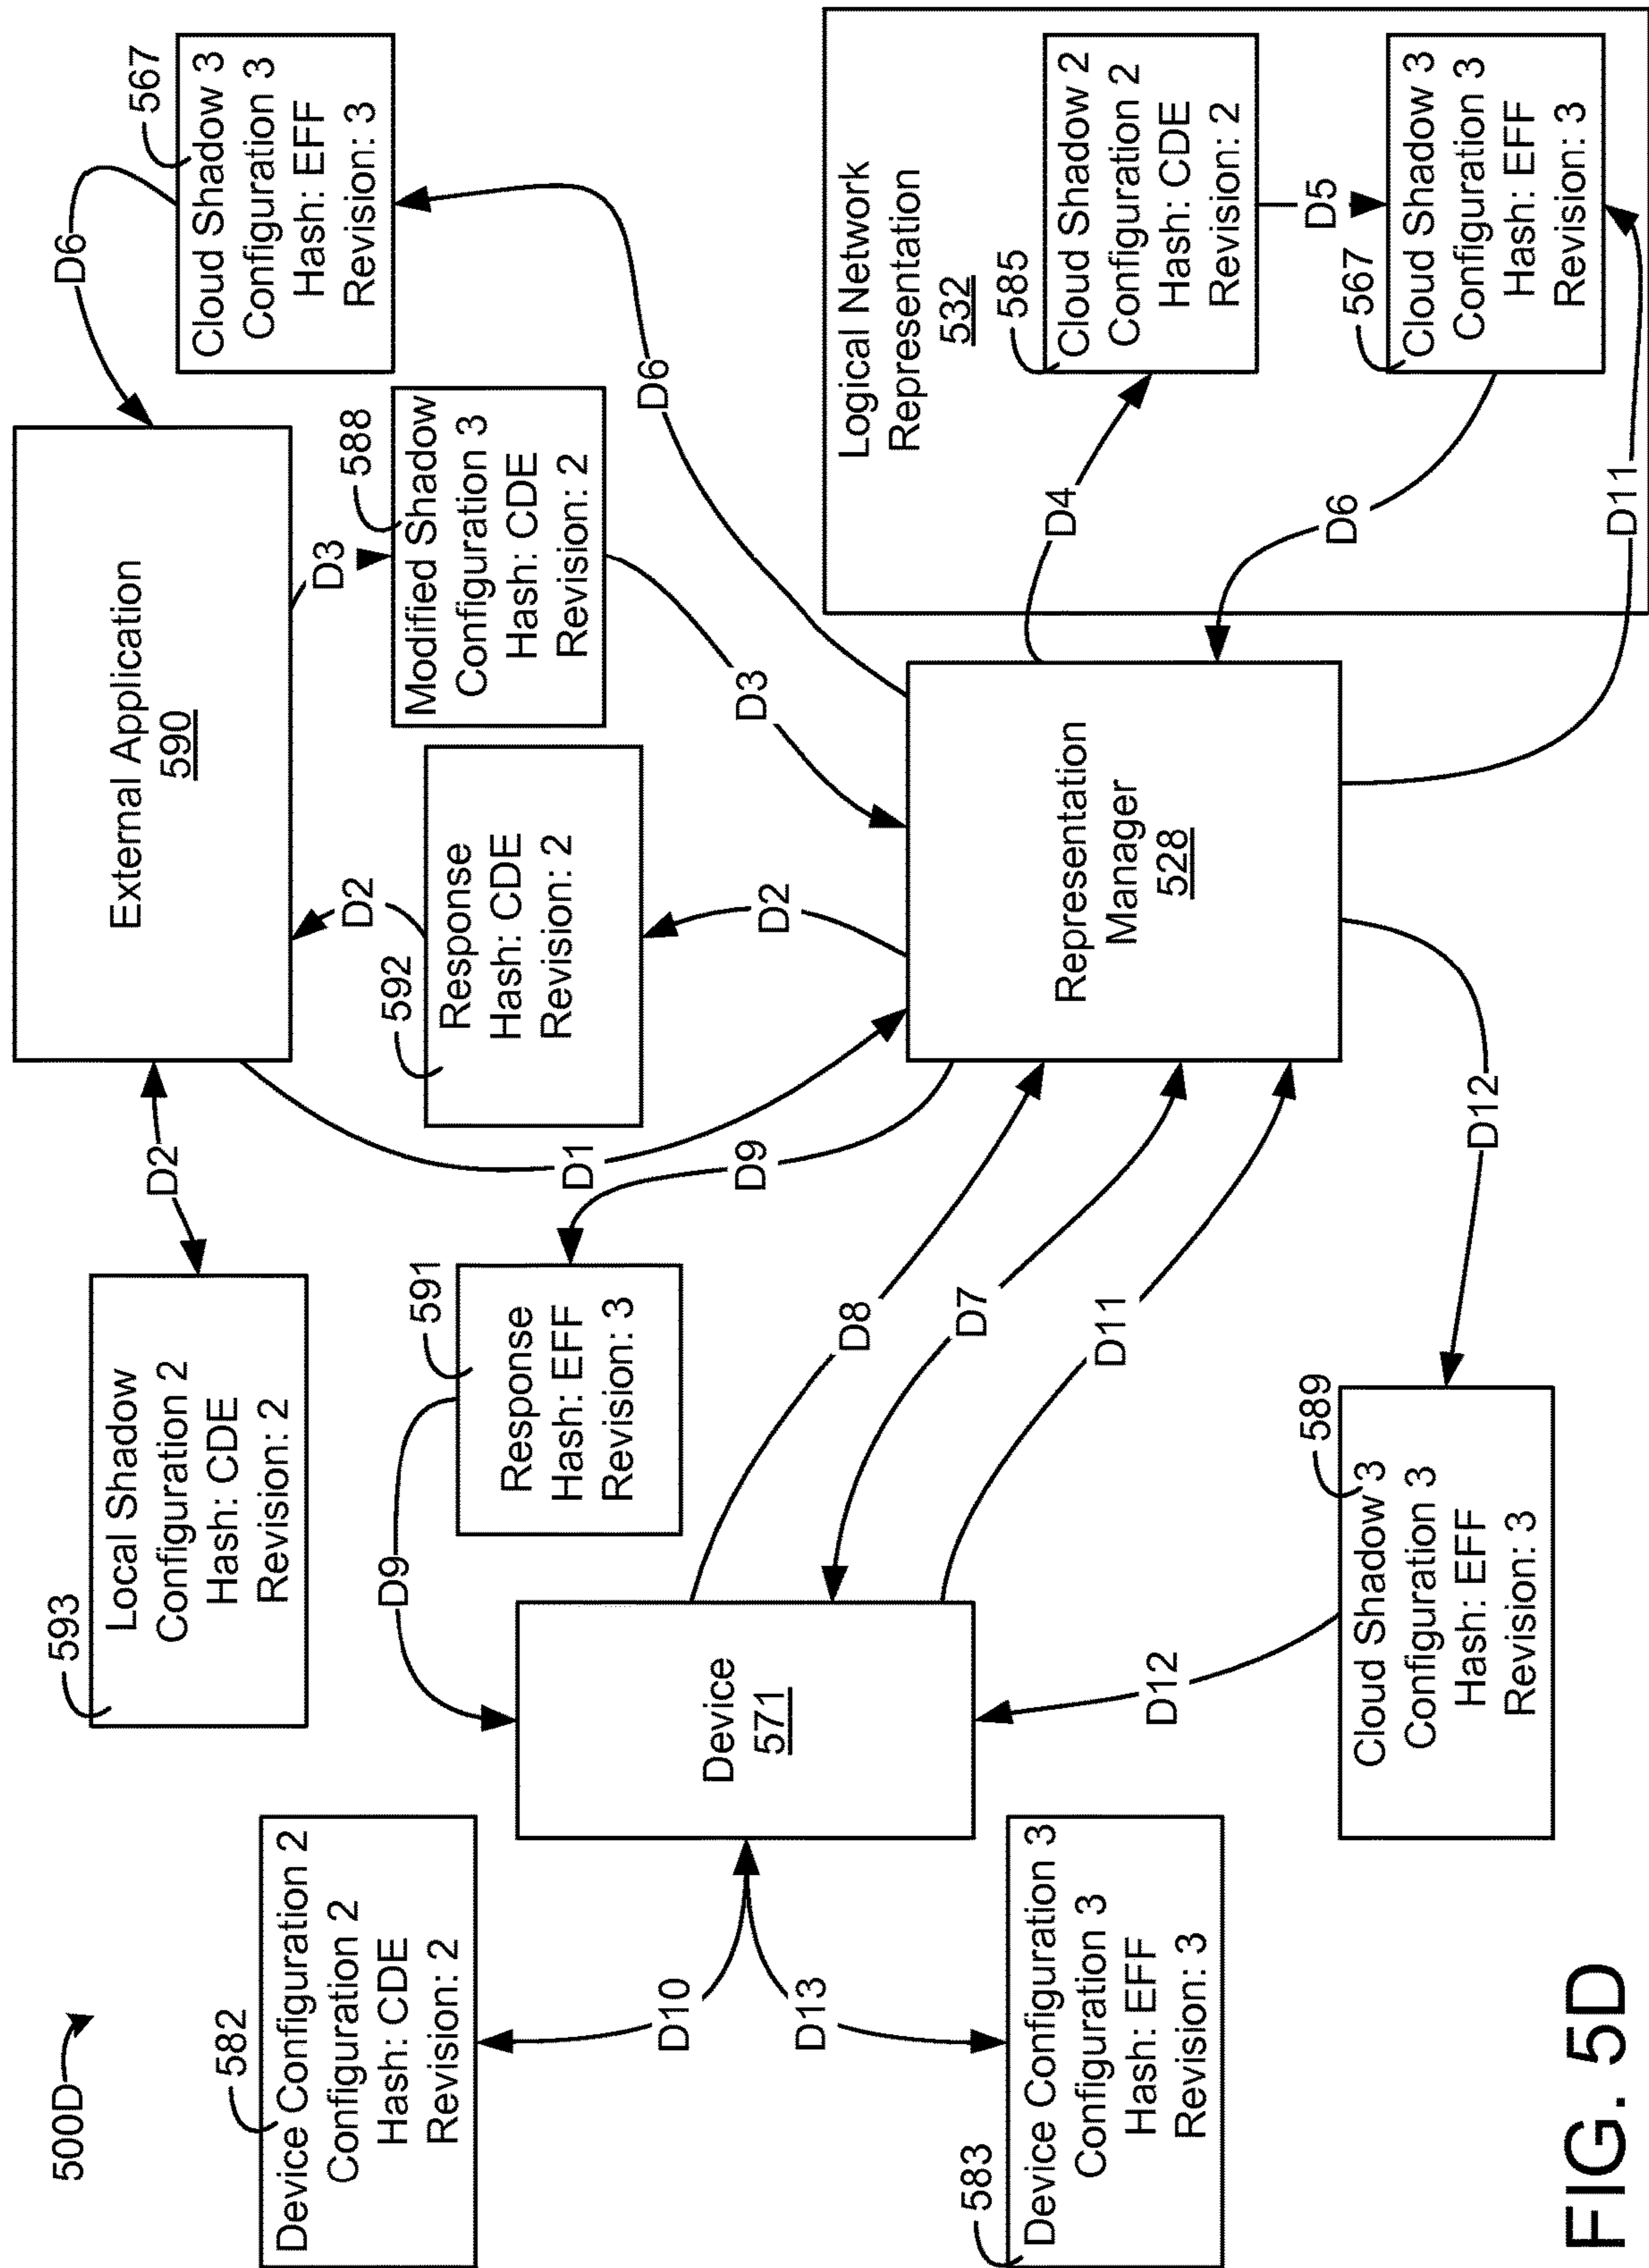 500D
582
Device Configuration 2
Configuration 2
Hash: CDE
Revision: 2
593
Local Shadow
Configuration 2
Hash: CDE
Revision: 2
D2
External Application
590
D6
567
Cloud Shadow 3
Configuration 3
Hash: EFF
Revision: 3
D9
591
Response
Hash: EFF
Revision: 3
D1
D9
592
Response
Hash: CDE
Revision: 2
D2
D2
D3
588
Modified Shadow
Configuration 3
Hash: CDE
Revision: 2
D3
D6
D10
D13
Device
571
D8
D7
D11
Representation
Manager
528
D4
D6
D11
Logical Network
Representation
532
585
Cloud Shadow 2
Configuration 2
Hash: CDE
Revision: 2
D5
567
Cloud Shadow 3
Configuration 3
Hash: EFF
Revision: 3
583
Device Configuration 3
Configuration 3
Hash: EFF
Revision: 3
D12
589
Cloud Shadow 3
Configuration 3
Hash: EFF
Revision: 3
D12
FIG. 5D